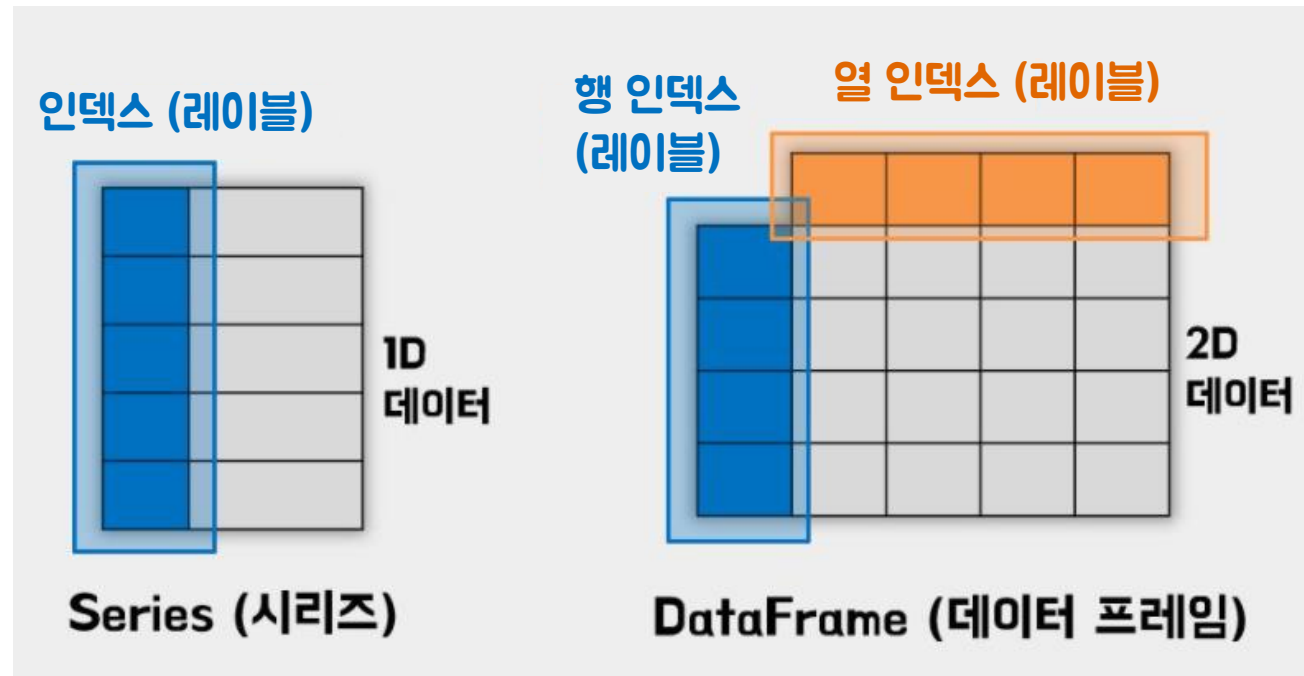 인덱스 (레이블)
1D
데이터
Series (시리즈)
행 인덱스
(레이블)
열 인덱스 (레이블)
2D
데이터
DataFrame (데이터 프레임)